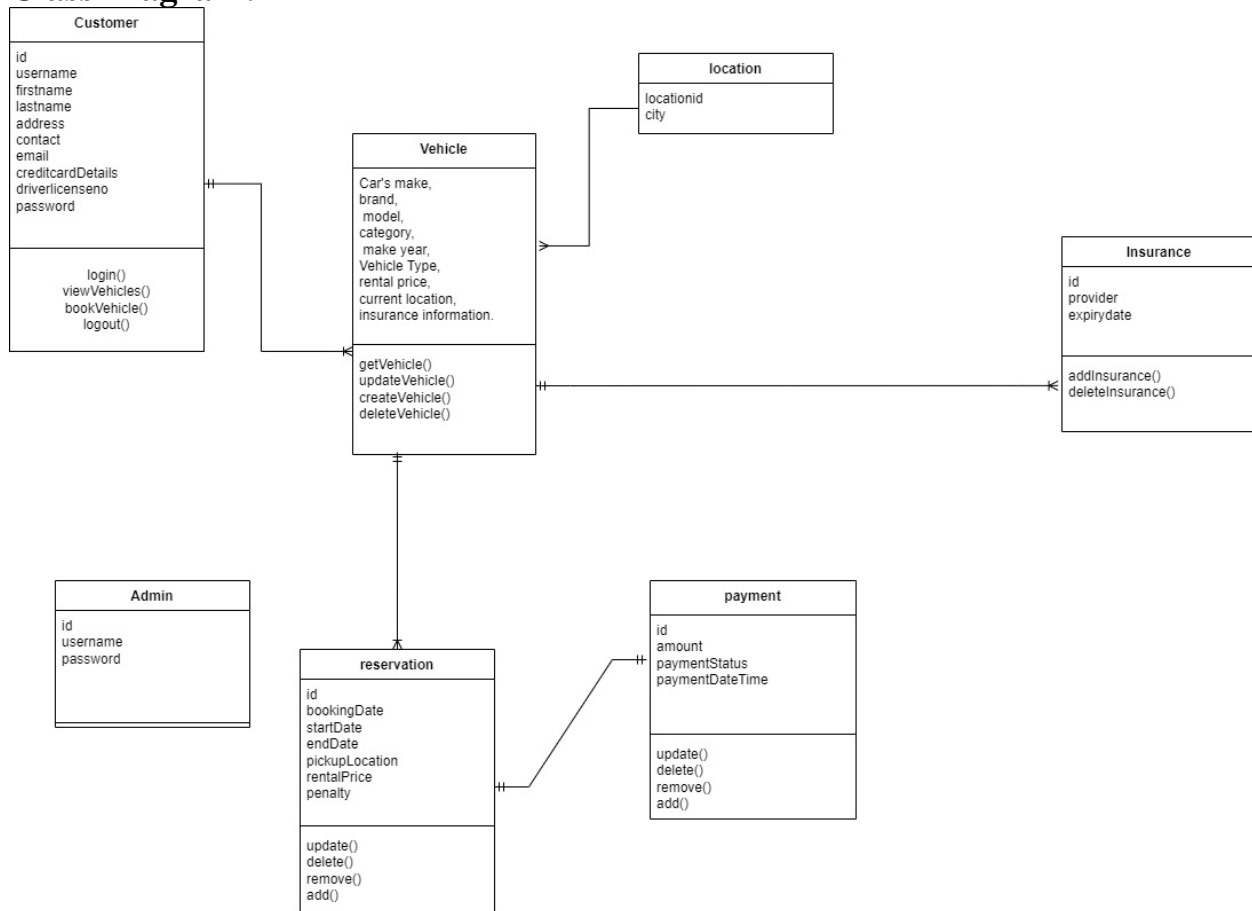 Customer
id
username
firstname
lastname
address
contact
email
creditcardDetails
driverlicenseno
password
login()
viewVehicles()
bookVehicle()
logout()
location
locationid
city
Vehicle
Car's make,
brand,
model,
category,
make year,
Vehicle Type,
rental price,
current location,
insurance information.
getVehicle()
updateVehicle()
createVehicle()
deleteVehicle()
Insurance
id
provider
expirydate
addInsurance()
deleteInsurance()
Admin
id
username
password
reservation
id
bookingDate
startDate
endDate
pickupLocation
rentalPrice
penalty
update()
delete()
remove()
add()
payment
id
amount
paymentStatus
paymentDateTime
update()
delete()
remove()
add()